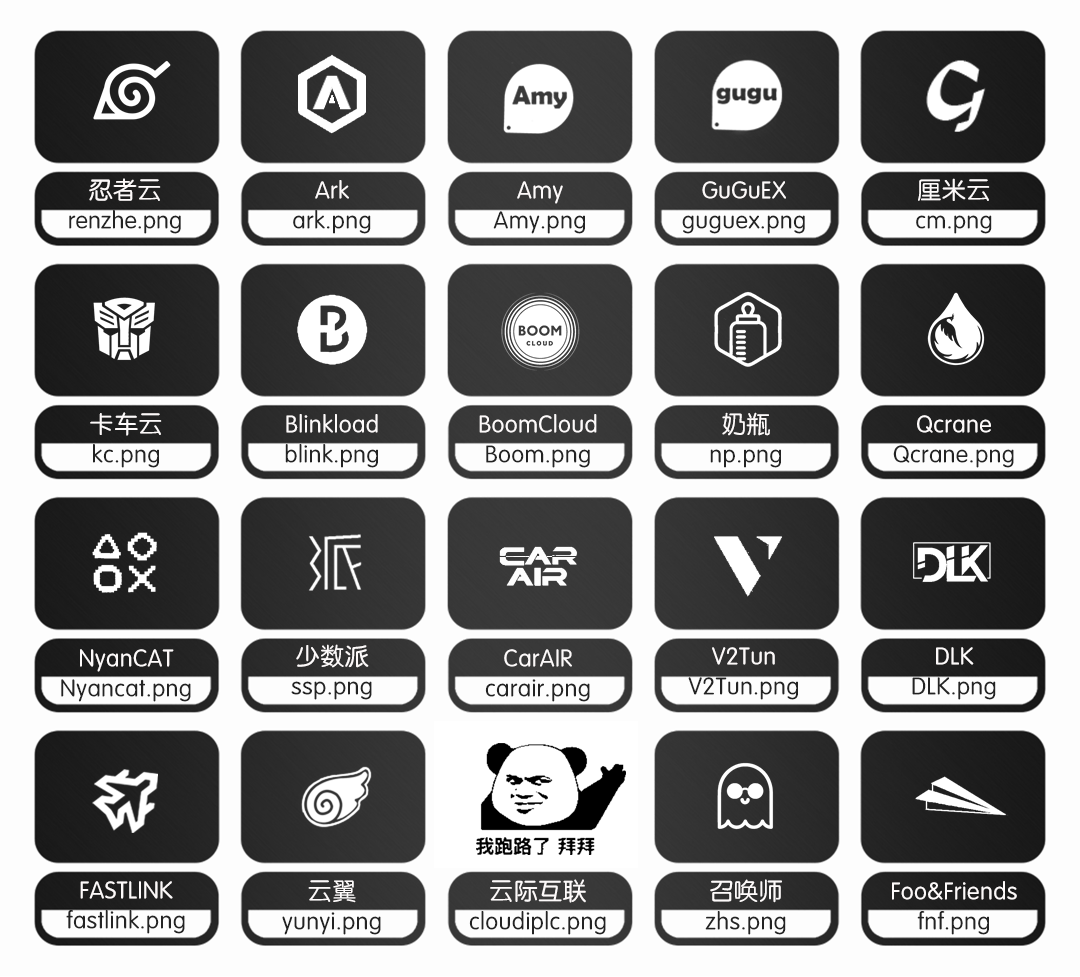 Amy
gugu
忍者云
renzhe.png
Ark
ark.png
Amy
Amy.png
GuGuEX
guguex.png
厘米云
cm.png
BOOM
CLOUD
卡车云
kc.png
Blinkload
blink.png
BoomCloud
Boom.png
奶瓶
np.png
Qcrane
Qcrane.png
派
CAR
AIR
DLK
NyanCAT
Nyancat.png
少数派
ssp.png
CarAIR
carair.png
V2Tun
V2Tun.png
DLK
DLK.png
我跑路了 拜拜
FASTLINK
fastlink.png
云翼
yunyi.png
云际互联
cloudiplc.png
召唤师
zhs.png
Foo&Friends
fnf.png